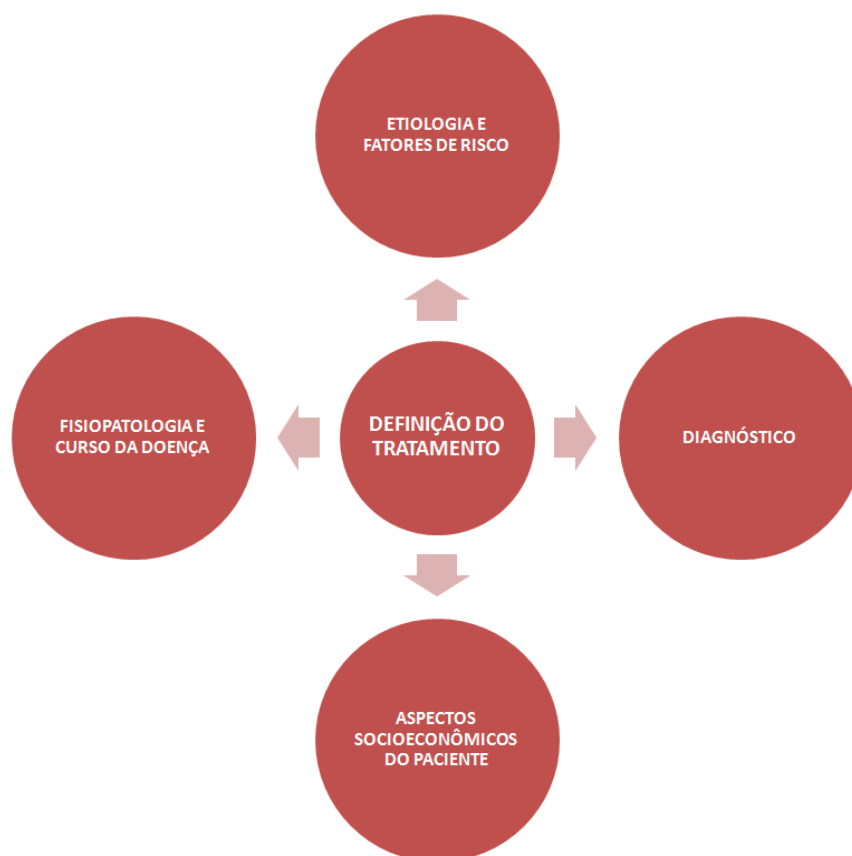 ETIOLOGIA E
FATORES DE RISCO
FISIOPATOLOGIA E
CURSO DA DOENÇA
DEFINIÇÃO DO
TRATAMENTO
DIAGNÓSTICO
ASPECTOS
SOCIOECONÔMICOS
DO PACIENTE